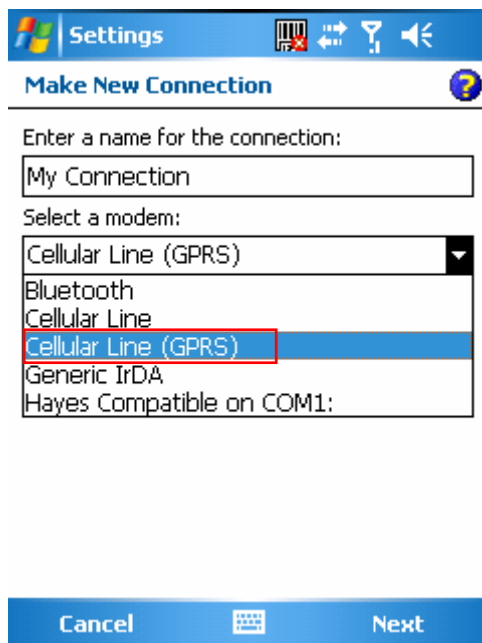 Settings
Make New Connection
Enter a name for the connection:
My Connection
Select a modem:
Cellular Line (GPRS)
Bluetooth
Cellular Line
Cellular Line (GPRS)
Generic IrDA
Hayes Compatible on COM1:
Cancel Next